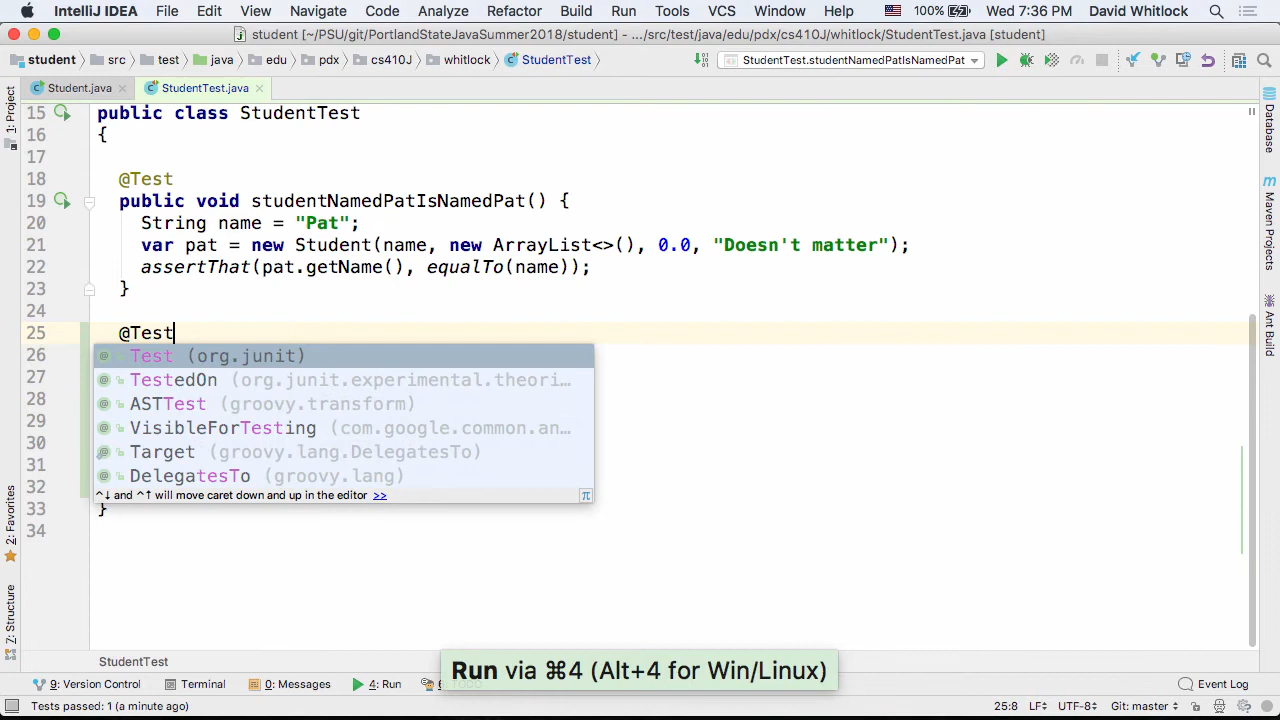 IntelliJ IDEA File Edit View Navigate Code Analyze Refactor Build Run Tools VCS Window Help 100% Wed 7:36 PM David Whitlock
student [~/PSU/git/PortlandStateJavaSummer2018/student] - .../src/test/java/edu/pdx/cs410J/whitlock/StudentTest.java [student]
student src test java edu pdx cs410J whitlock StudentTest StudentTest.studentNamedPatIsNamedPat
Student.java StudentTest.java
1: Project
2: Favorites
7: Structure
Database
Maven Projects
Ant Build
15 public class StudentTest
16 {
17
18 @Test
19 public void studentNamedPatIsNamedPat() {
20 String name = "Pat";
21 var pat = new Student(name, new ArrayList<>(), 0.0, "Doesn't matter");
22 assertThat(pat.getName(), equalTo(name));
23 }
24
25 @Test
26 Test (org.junit)
27 TestedOn (org.junit.experimental.theori...
28 ASTTest (groovy.transform)
29 VisibleForTesting (com.google.common.an...
30 Target (groovy.lang.DelegatesTo)
31 DelegatesTo (groovy.lang)
32 ^↓ and ^↑ will move caret down and up in the editor >> π
33 }
34
StudentTest
Run via ⌘4 (Alt+4 for Win/Linux)
9: Version Control Terminal 0: Messages 4: Run 6: Event Log
Tests passed: 1 (a minute ago) 25:8 LF÷ UTF-8÷ Git: master÷